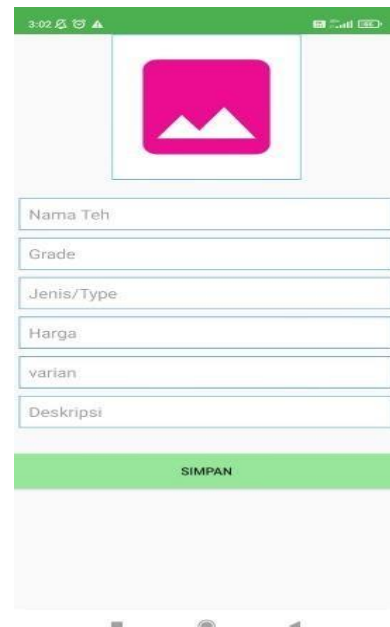 3:02
Nama Teh
Grade
Jenis/Type
Harga
varian
Deskripsi
SIMPAN